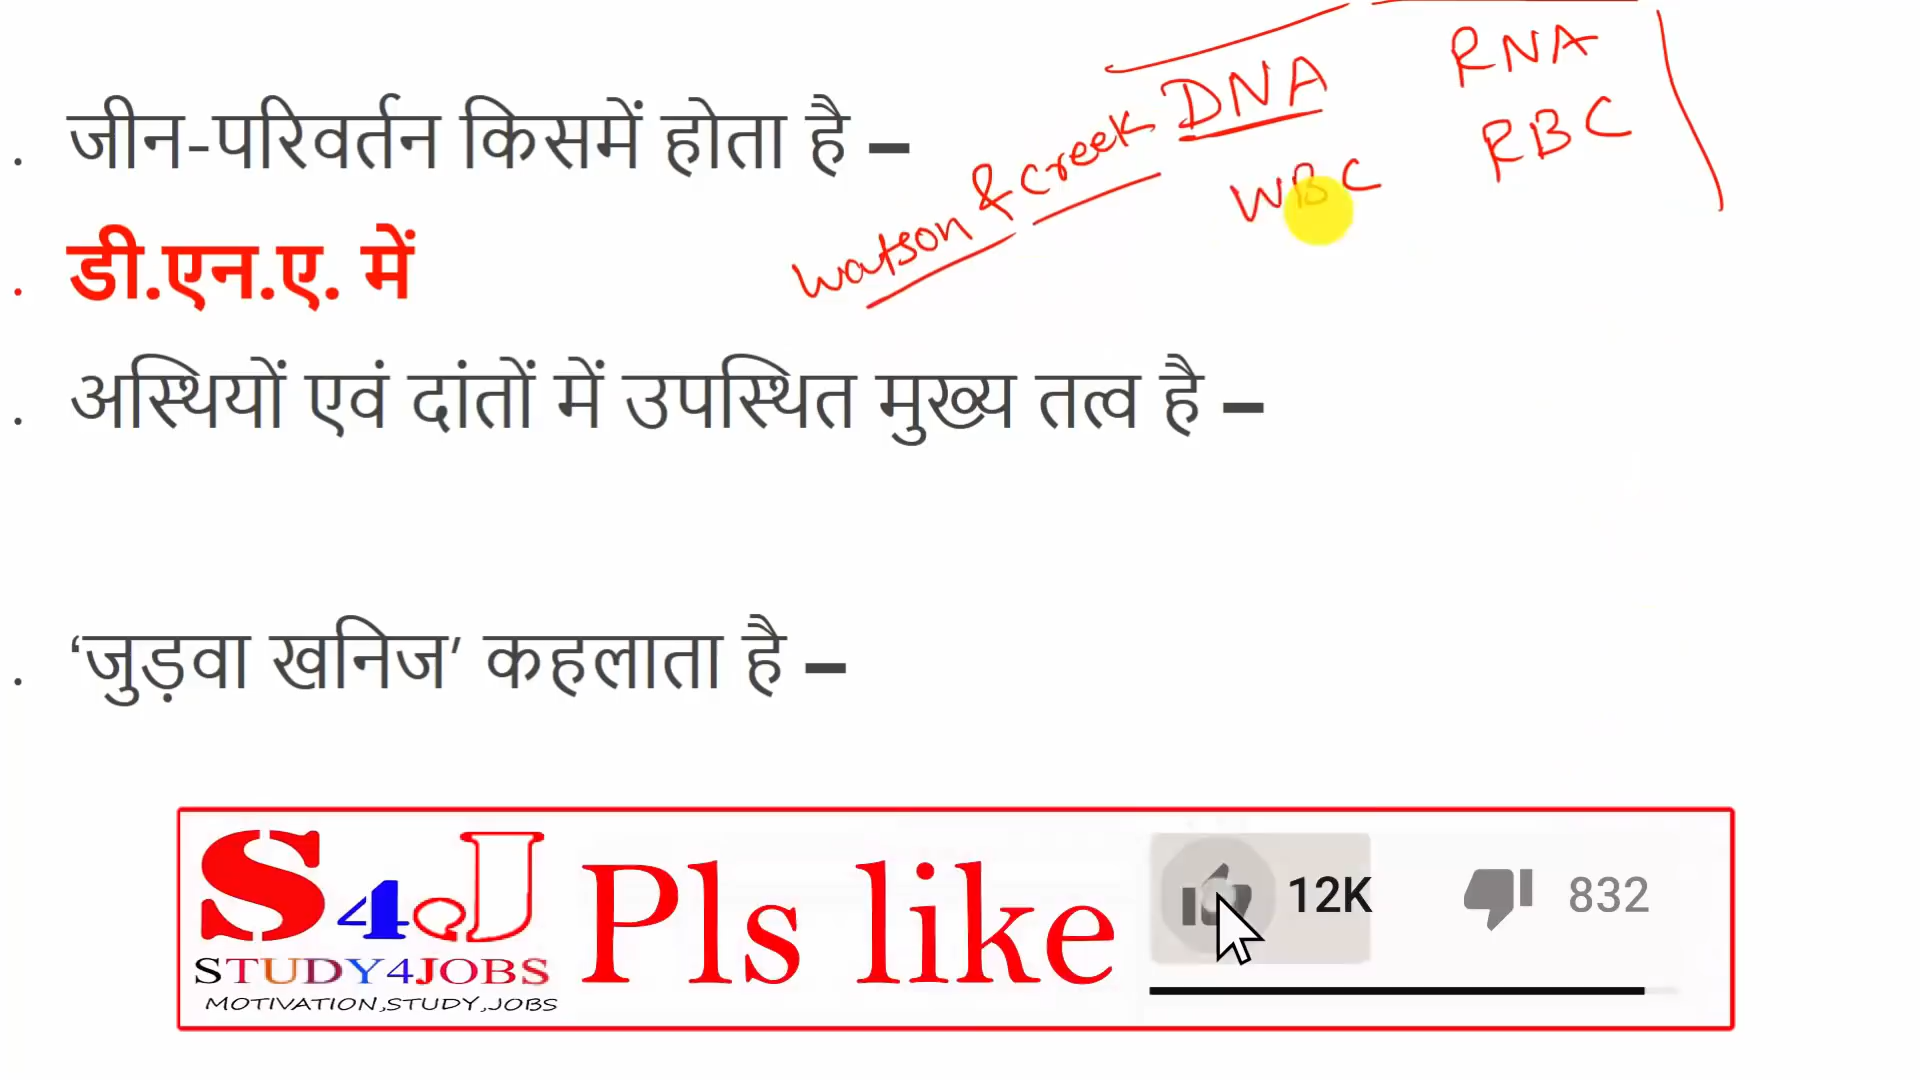 RNA
DNA
RBC
WBC
Watson & creek
. जीन-परिवर्तन किसमें होता है –
. डी.एन.ए. में
. अस्थियों एवं दांतों में उपस्थित मुख्य तत्व है –
. ‘जुड़वा खनिज’ कहलाता है –
S4J
STUDY4JOBS
MOTIVATION,STUDY,JOBS
Pls like
12K
832